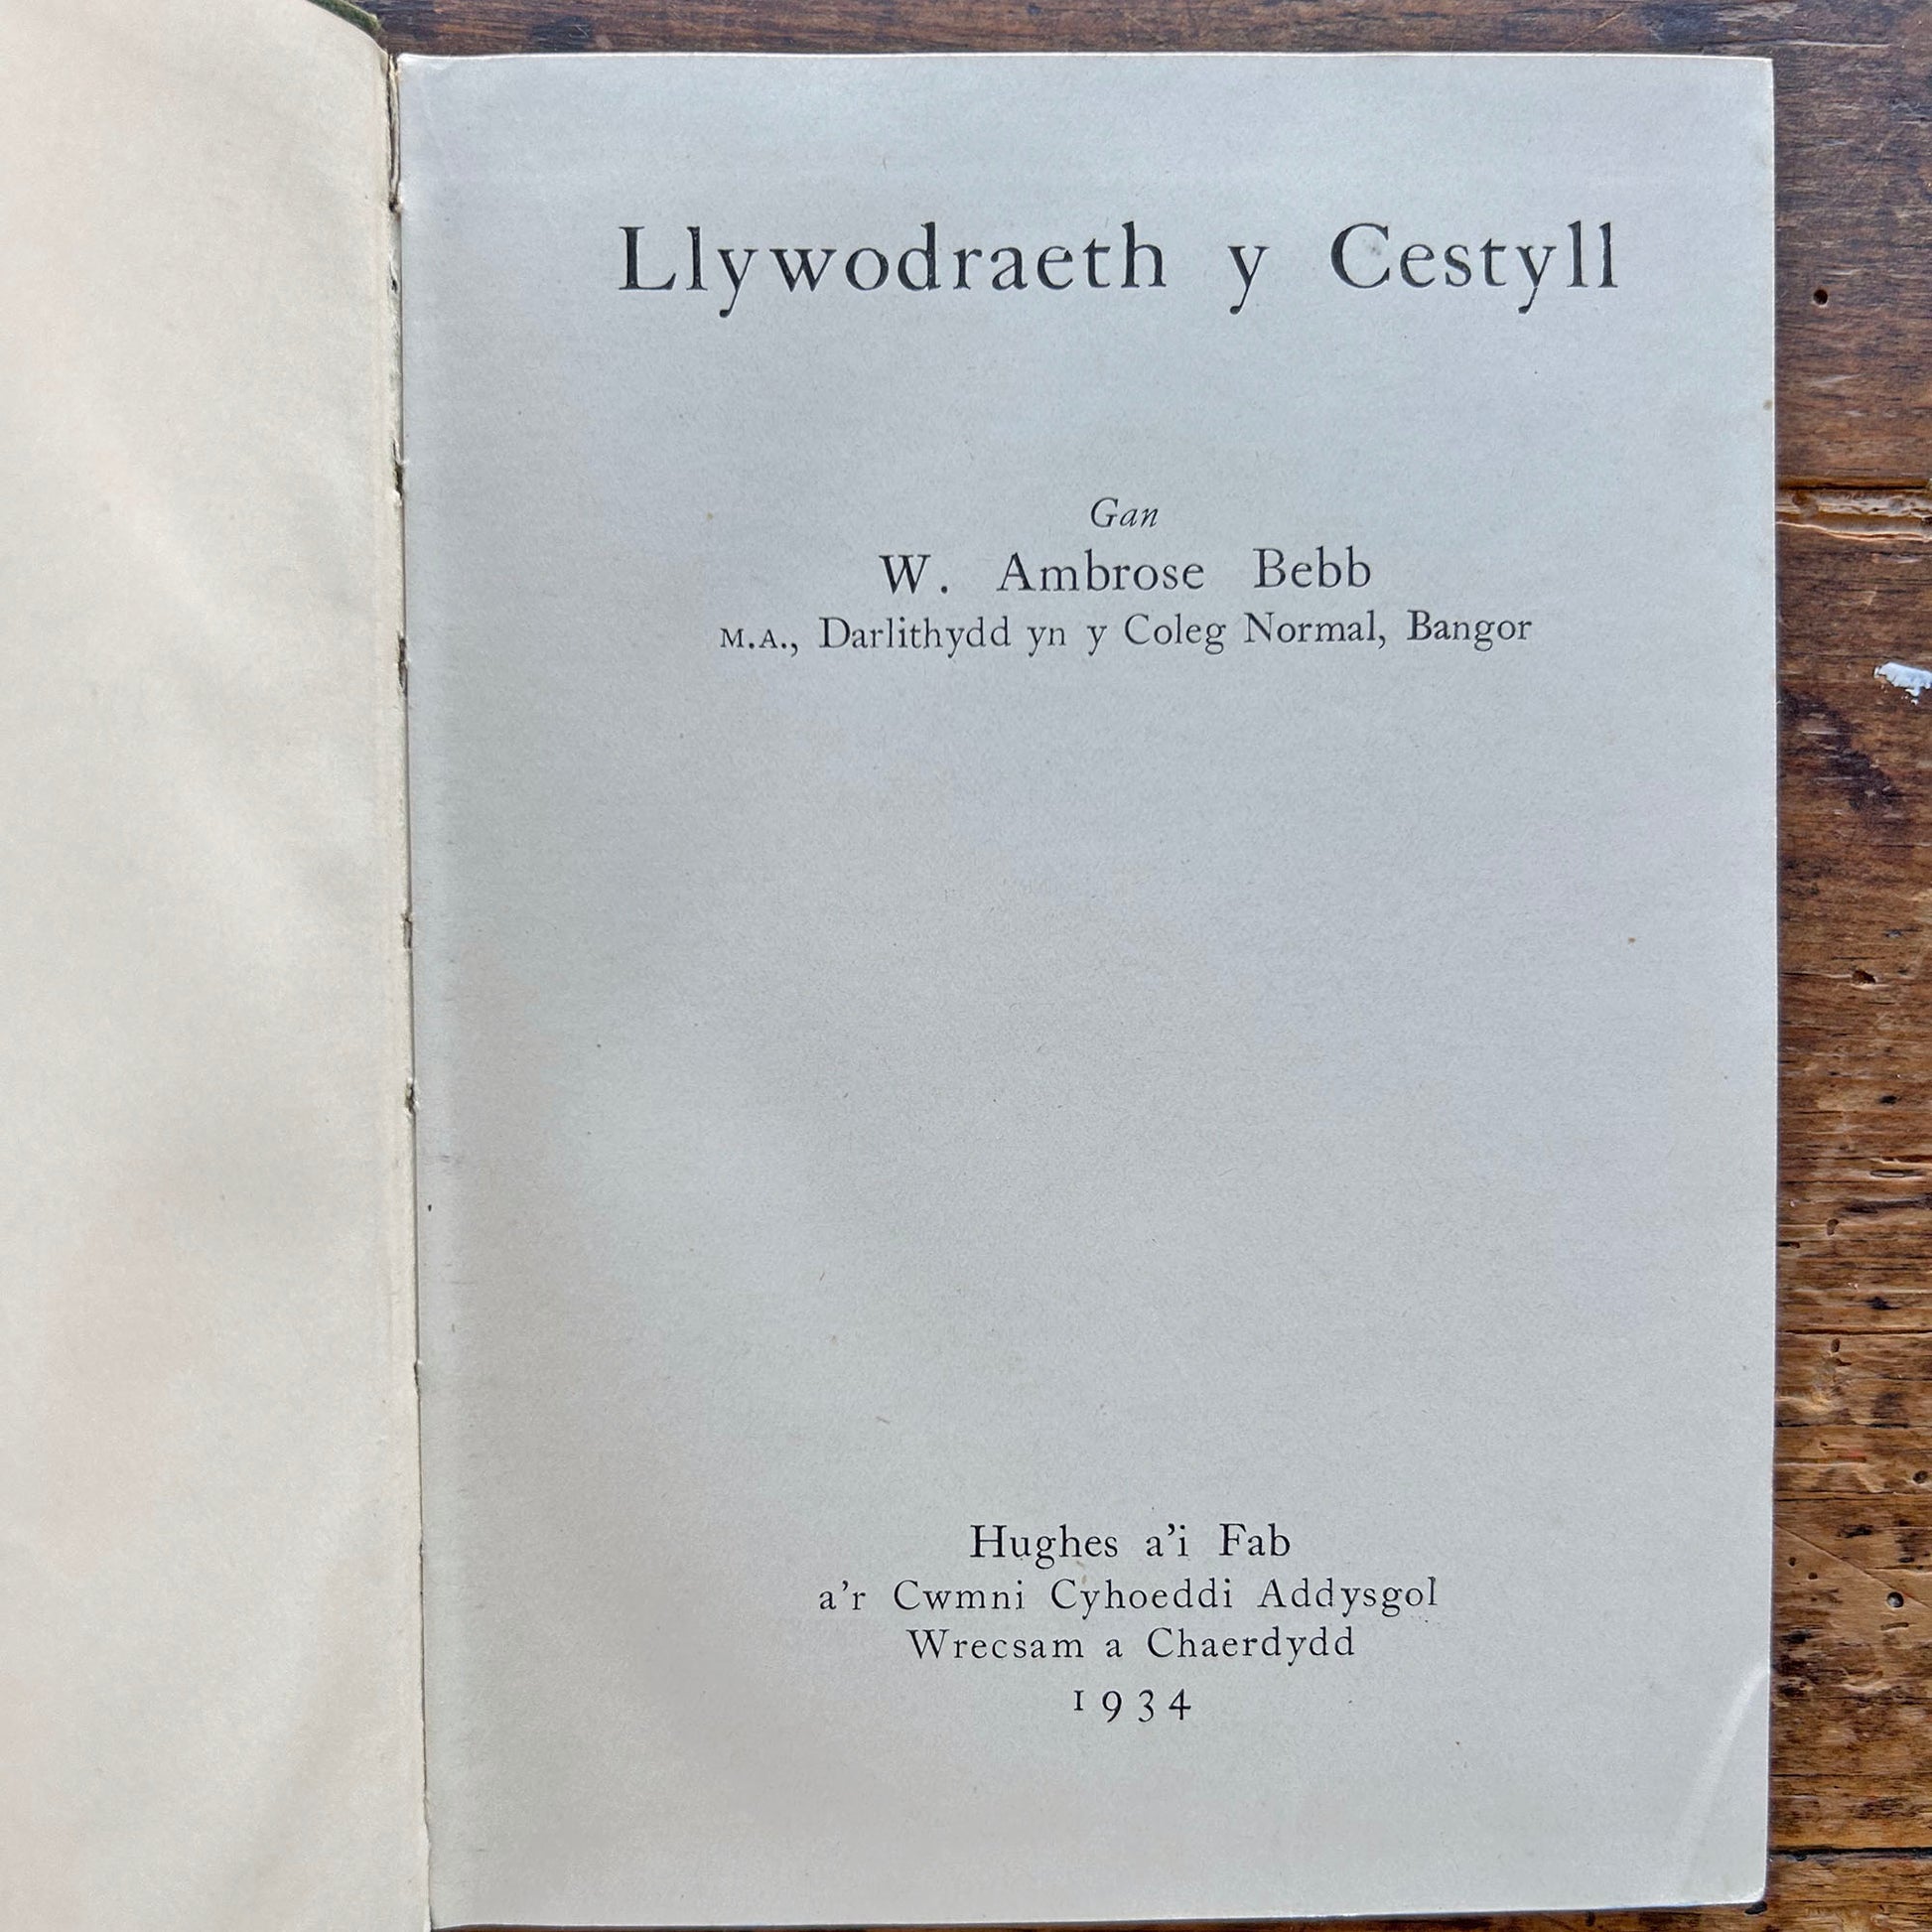 Llywodraeth y Cestyll
Gan
W. Ambrose Bebb
M.A., Darlithydd yn y Coleg Normal, Bangor
Hughes a'i Fab
a'r Cwmni Cyhoeddi Addysgol
Wrecsam a Chaerdydd
1934